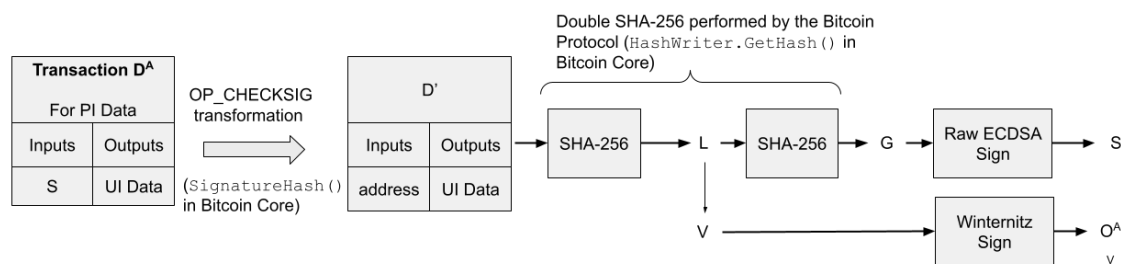 Double SHA-256 performed by the Bitcoin
Protocol (HashWriter.GetHash() in
Bitcoin Core)
Transaction Dᴬ
For PI Data
Inputs Outputs
S UI Data
OP_CHECKSIG
transformation
(SignatureHash()
in Bitcoin Core)
D'
Inputs Outputs
address UI Data
SHA-256
L
SHA-256
G
Raw ECDSA
Sign
S
V
Winternitz
Sign
Oᴬ
V